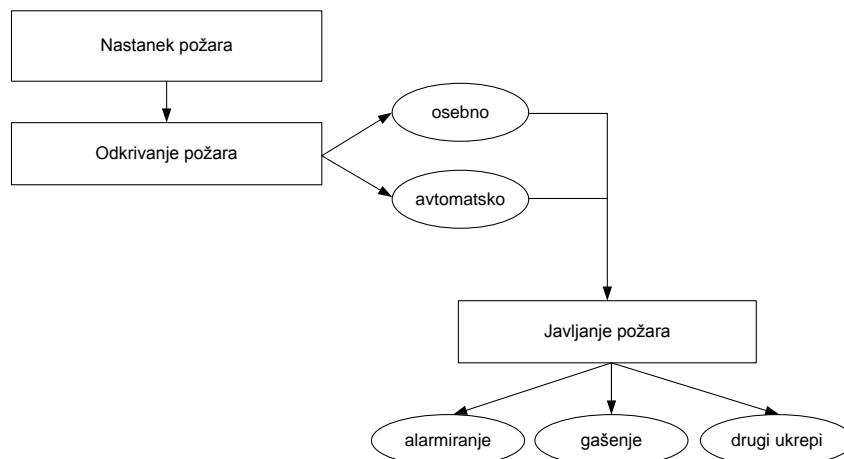 Nastanek požara
Odkrivanje požara
osebno
avtomatsko
Javljanje požara
alarmiranje
gašenje
drugi ukrepi